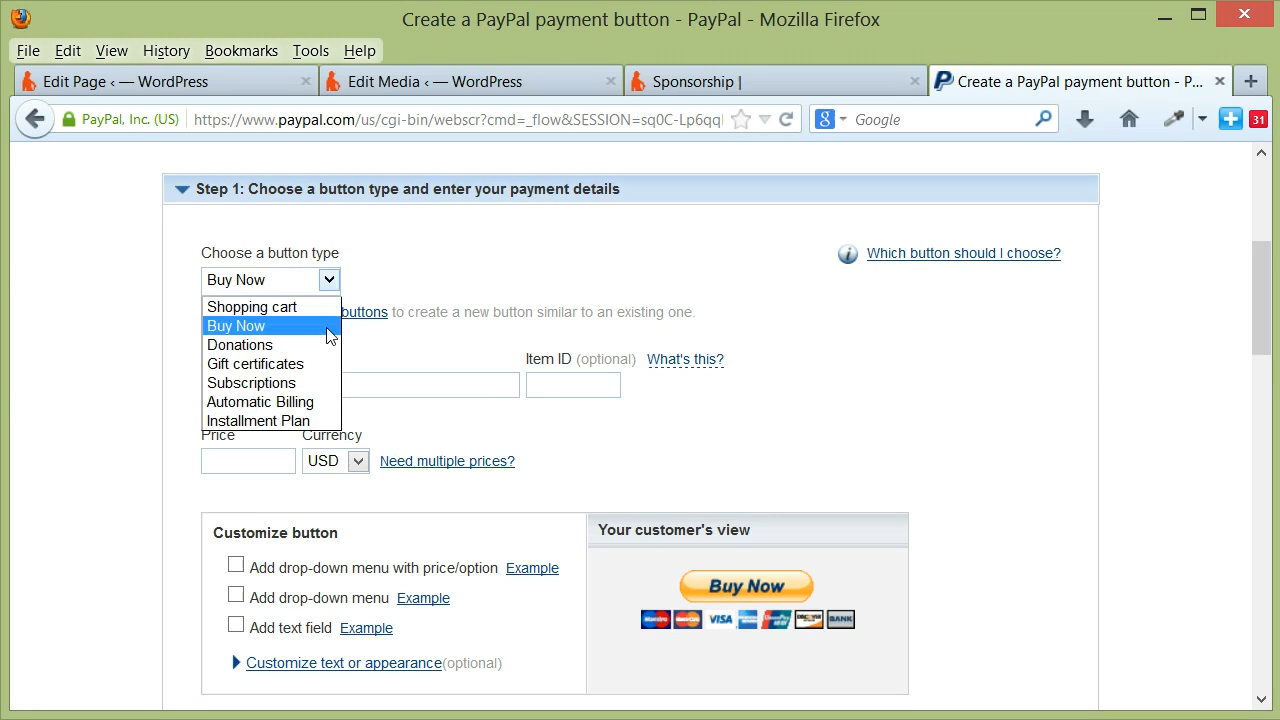 Create a PayPal payment button - PayPal - Mozilla Firefox
File Edit View History Bookmarks Tools Help
Edit Page ‹ — WordPress
Edit Media ‹ — WordPress
Sponsorship |
Create a PayPal payment button - P...
PayPal, Inc. (US) https://www.paypal.com/us/cgi-bin/webscr?cmd=_flow&SESSION=sq0C-Lp6qq
Google
31
Step 1: Choose a button type and enter your payment details
Choose a button type
Which button should I choose?
Buy Now
Shopping cart
Buy Now
Donations
Gift certificates
Subscriptions
Automatic Billing
Installment Plan
buttons to create a new button similar to an existing one.
Item ID (optional) What's this?
Price Currency
USD Need multiple prices?
Customize button
Add drop-down menu with price/option Example
Add drop-down menu Example
Add text field Example
Customize text or appearance(optional)
Your customer's view
Buy Now
Maestro MasterCard VISA DISCOVER BANK